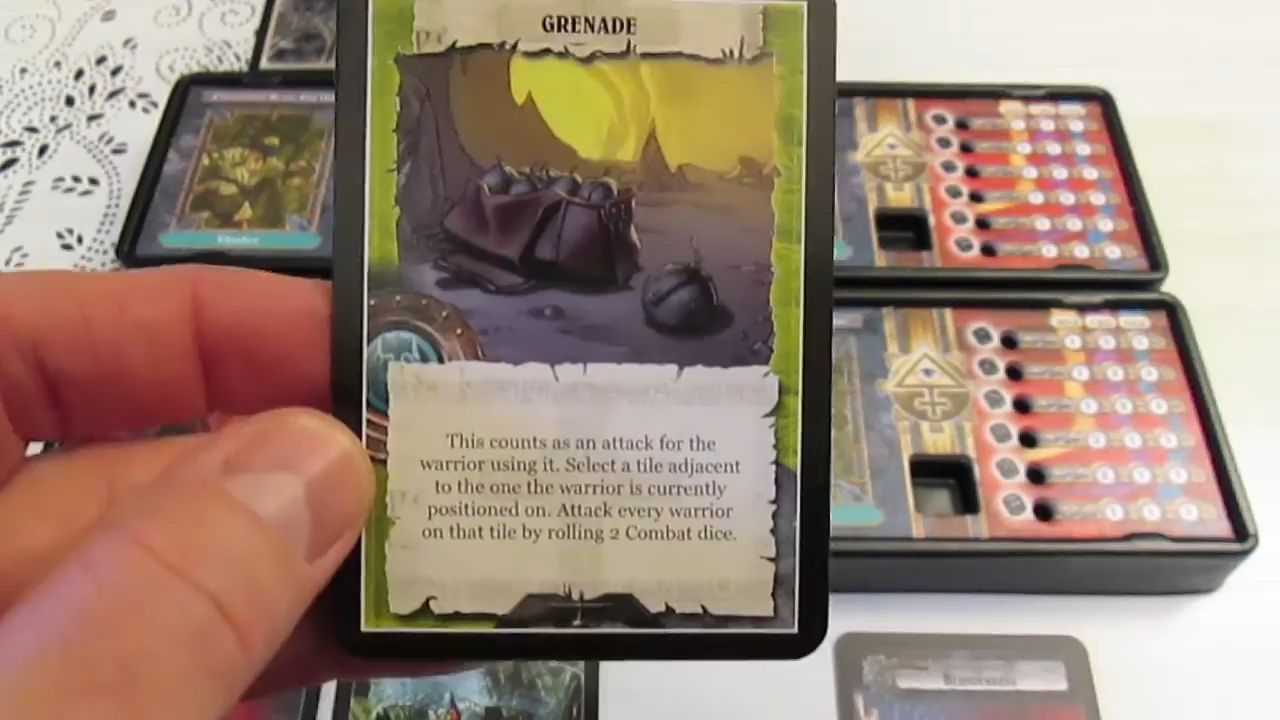 GRENADE
This counts as an attack for the
warrior using it. Select a tile adjacent
to the one the warrior is currently
positioned on. Attack every warrior
on that tile by rolling 2 Combat dice.